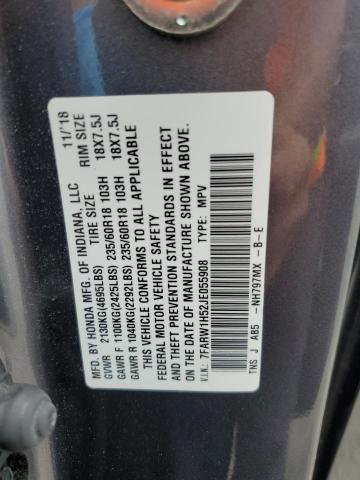 MFD. BY HONDA MFG. OF INDIANA, LLC 11/'18
TIRE SIZE RIM SIZE
GVWR 2130KG(4695LBS)
GAWR F 1100KG(2425LBS) 235/60R18 103H 18X7.5J
GAWR R 1040KG(2292LBS) 235/60R18 103H 18X7.5J
THIS VEHICLE CONFORMS TO ALL APPLICABLE
FEDERAL MOTOR VEHICLE SAFETY
AND THEFT PREVENTION STANDARDS IN EFFECT
ON THE DATE OF MANUFACTURE SHOWN ABOVE.
V.I.N.: 7FARW1H52JE055908 TYPE: MPV
TNS J AB5 -NH797MX -B-E